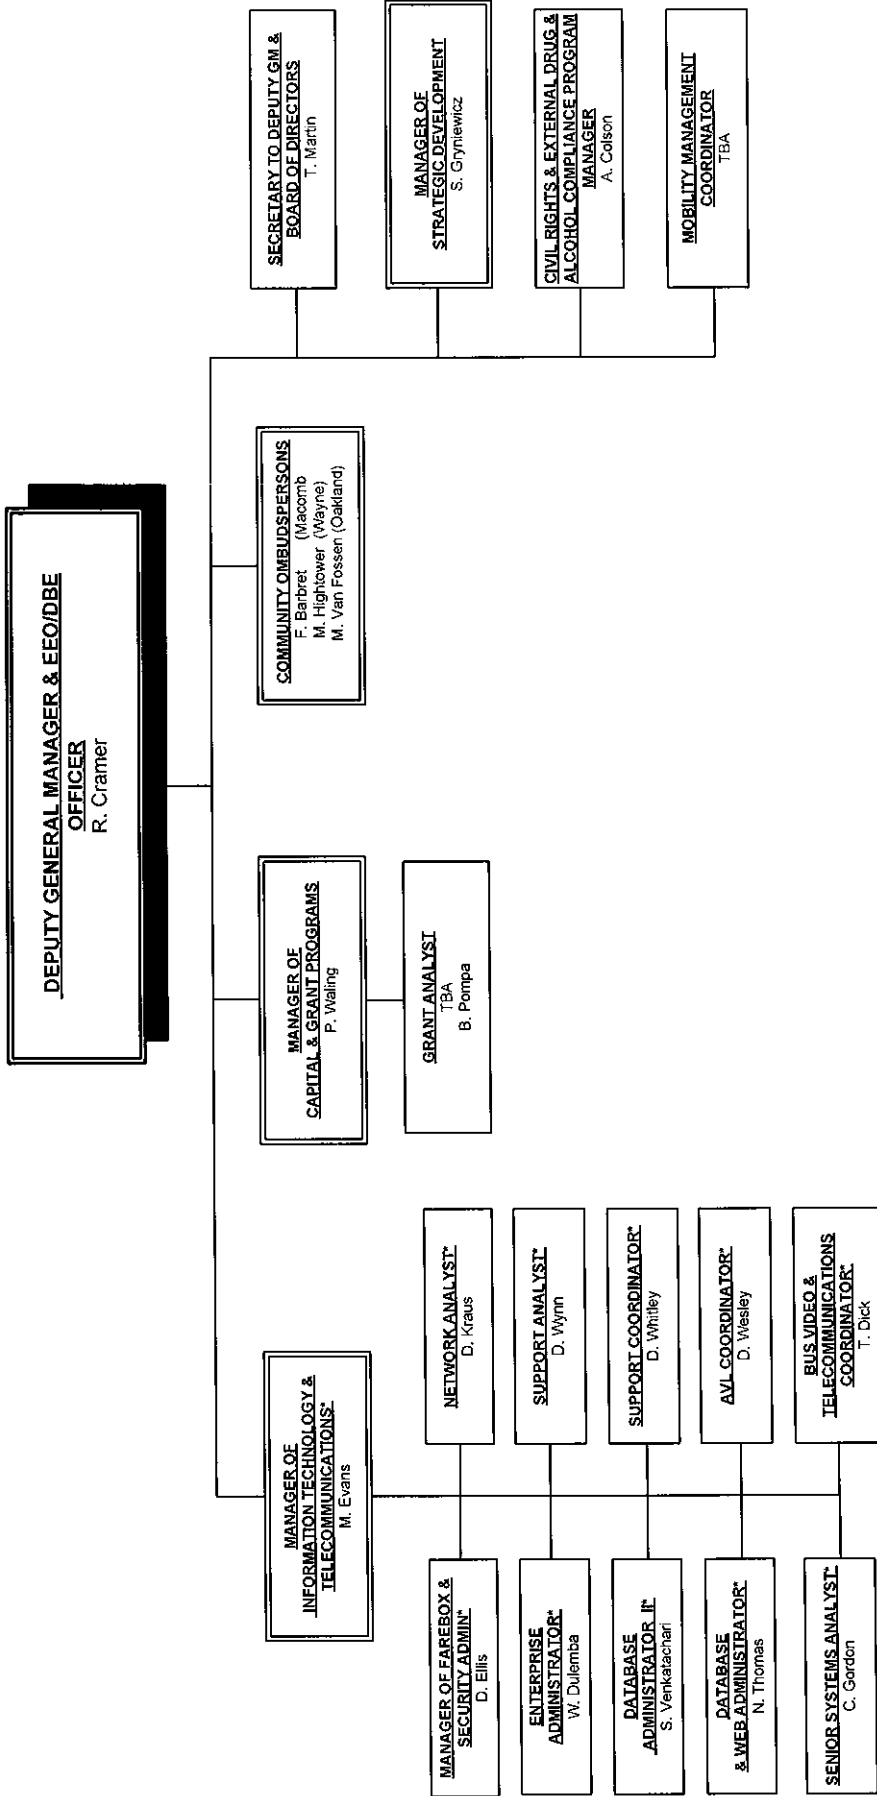 DEPUTY GENERAL MANAGER & EEO/DBE
OFFICER
R. Cramer
MANAGER OF
INFORMATION TECHNOLOGY &
TELECOMMUNICATIONS*
M. Evans
MANAGER OF FAREBOX &
SECURITY ADMIN*
D. Ellis
NETWORK ANALYST*
D. Kraus
ENTERPRISE
ADMINISTRATOR*
W. Dulemba
SUPPORT ANALYST*
D. Wynn
DATABASE
ADMINISTRATOR II*
S. Venkatachari
SUPPORT COORDINATOR*
D. Whitley
DATABASE
& WEB ADMINISTRATOR*
N. Thomas
AVL COORDINATOR*
D. Wesley
SENIOR SYSTEMS ANALYST*
C. Gordon
BUS VIDEO &
TELECOMMUNICATIONS
COORDINATOR*
T. Dick
MANAGER OF
CAPITAL & GRANT PROGRAMS
P. Waling
GRANT ANALYST
TBA
B. Pompa
COMMUNITY OMBUDSPERSONS
F. Barbret (Macomb
M. Hightower (Wayne)
M. Van Fossen (Oakland)
SECRETARY TO DEPUTY GM &
BOARD OF DIRECTORS
T. Martin
MANAGER OF
STRATEGIC DEVELOPMENT
S. Gryniewicz
CIVIL RIGHTS & EXTERNAL DRUG &
ALCOHOL COMPLIANCE PROGRAM
MANAGER
A. Colson
MOBILITY MANAGEMENT
COORDINATOR
TBA